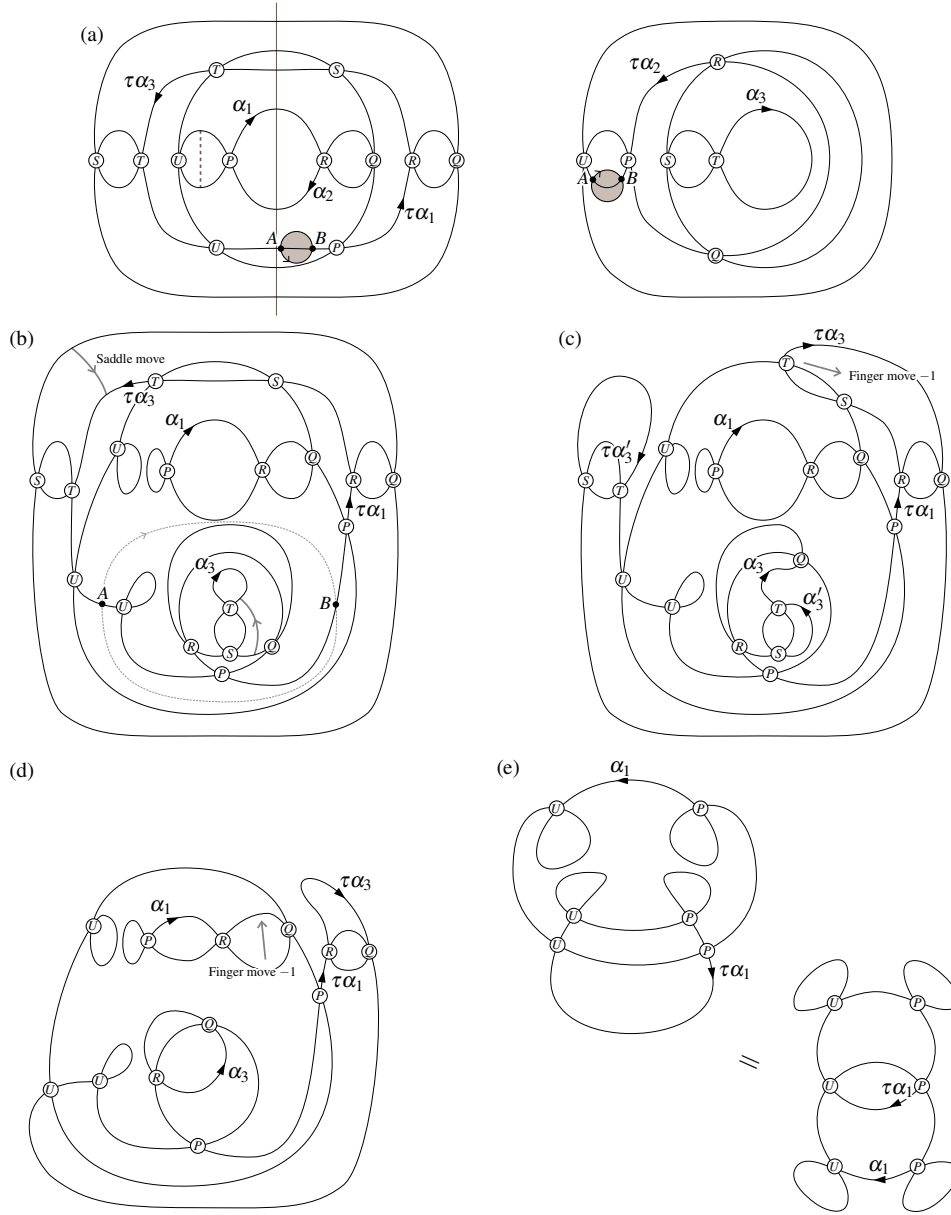 (a)
T S
τα₃ α₁
S T U P R Q R Q
α₂
τα₁
U A B P
R
τα₂
α₃
U P S T
A B
Q
(b)
Saddle move
T S
τα₃
α₁
U Q
S T P R R Q
τα₁
P
α₃
U A U T B
R S Q
P
(c)
τα₃
T
Finger move −1
S
α₁
τα₃′
U Q
S T P R R Q
τα₁
P
α₃ Q
α₃′
U U T
R S
P
(d)
τα₃
α₁
U P R Q R Q
Finger move −1
τα₁
P
Q
α₃
U U R
P
(e)
α₁
U P
U P
U P
τα₁
U P
=
U P
τα₁
U P
α₁